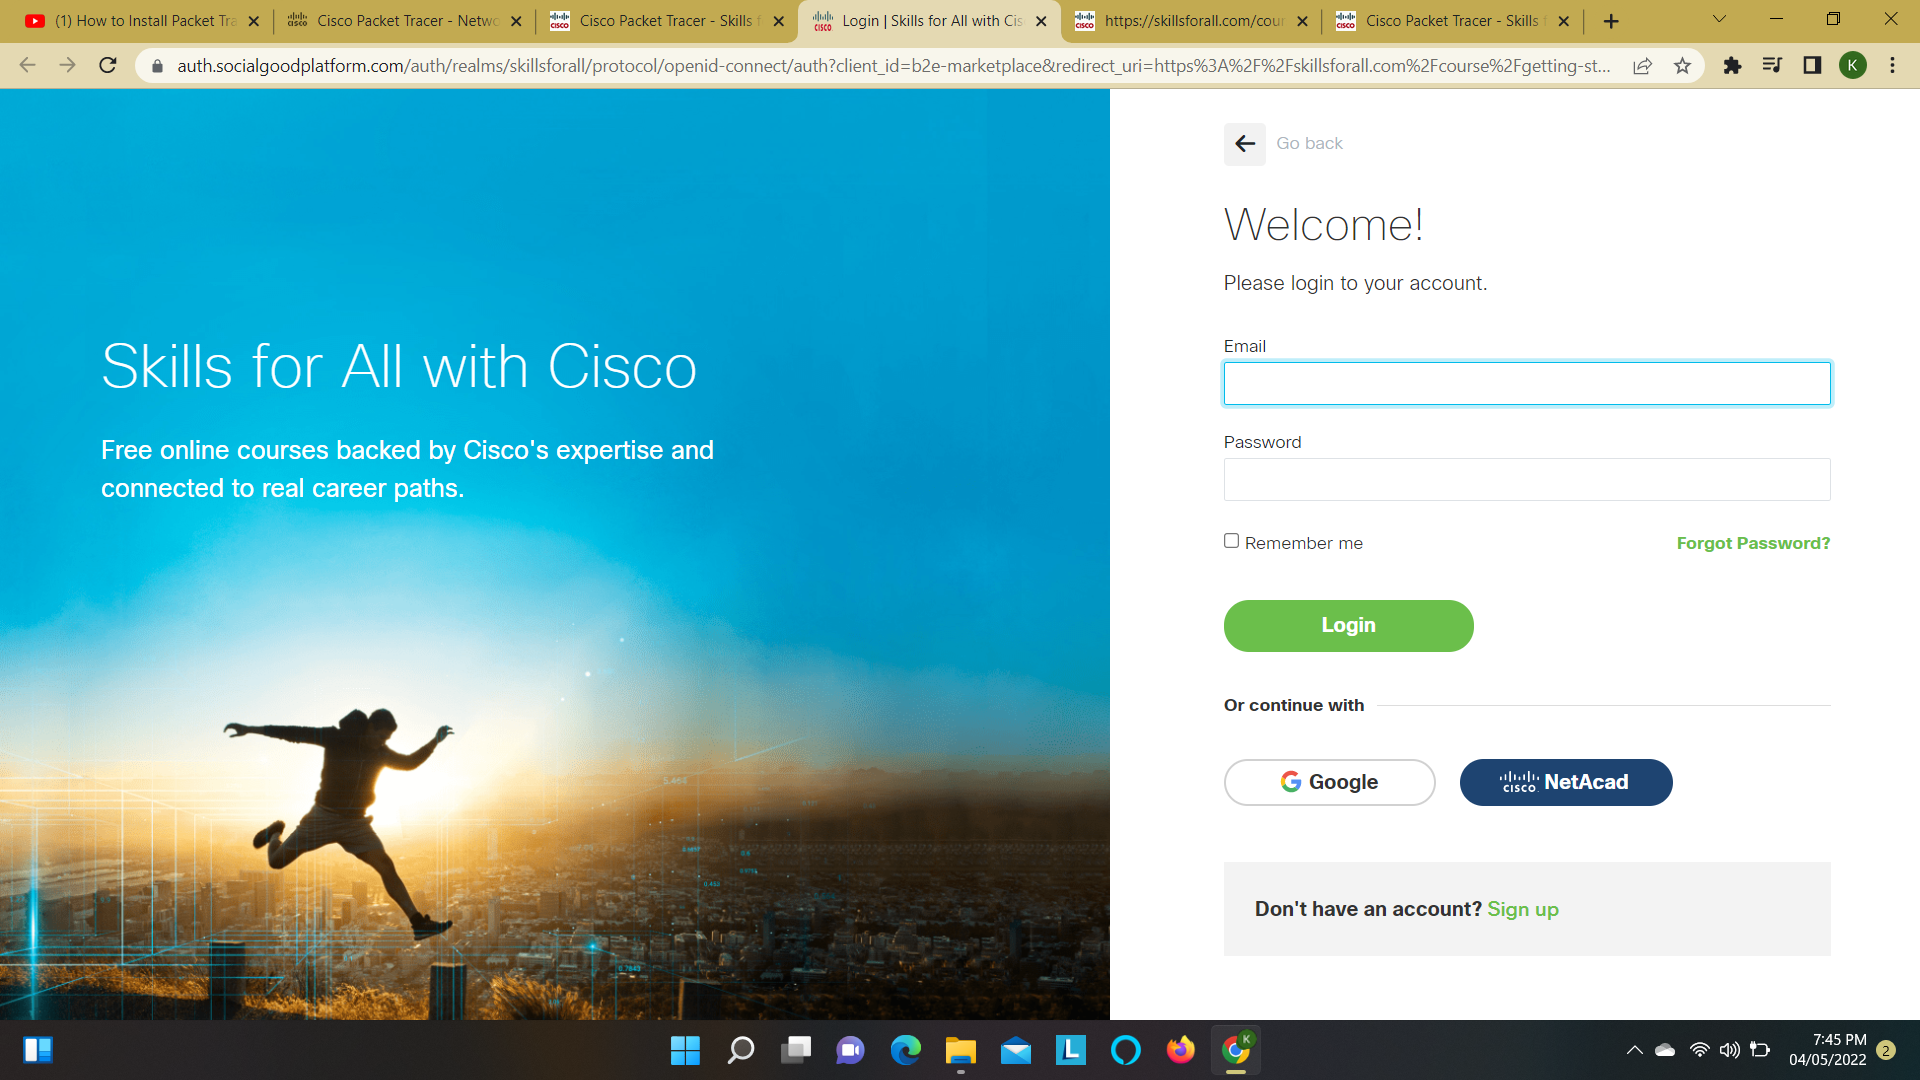 (1) How to Install Packet Tra
Cisco Packet Tracer - Netwo
Cisco Packet Tracer - Skills f
Login | Skills for All with Cis
https://skillsforall.com/cour
Cisco Packet Tracer - Skills f
auth.socialgoodplatform.com/auth/realms/skillsforall/protocol/openid-connect/auth?client_id=b2e-marketplace&redirect_uri=https%3A%2F%2Fskillsforall.com%2Fcourse%2Fgetting-st...
K
Go back
Welcome!
Please login to your account.
Email
Password
Remember me
Forgot Password?
Login
Or continue with
Google
CISCO NetAcad
Don't have an account? Sign up
Skills for All with Cisco
Free online courses backed by Cisco's expertise and
connected to real career paths.
7:45 PM
04/05/2022
2